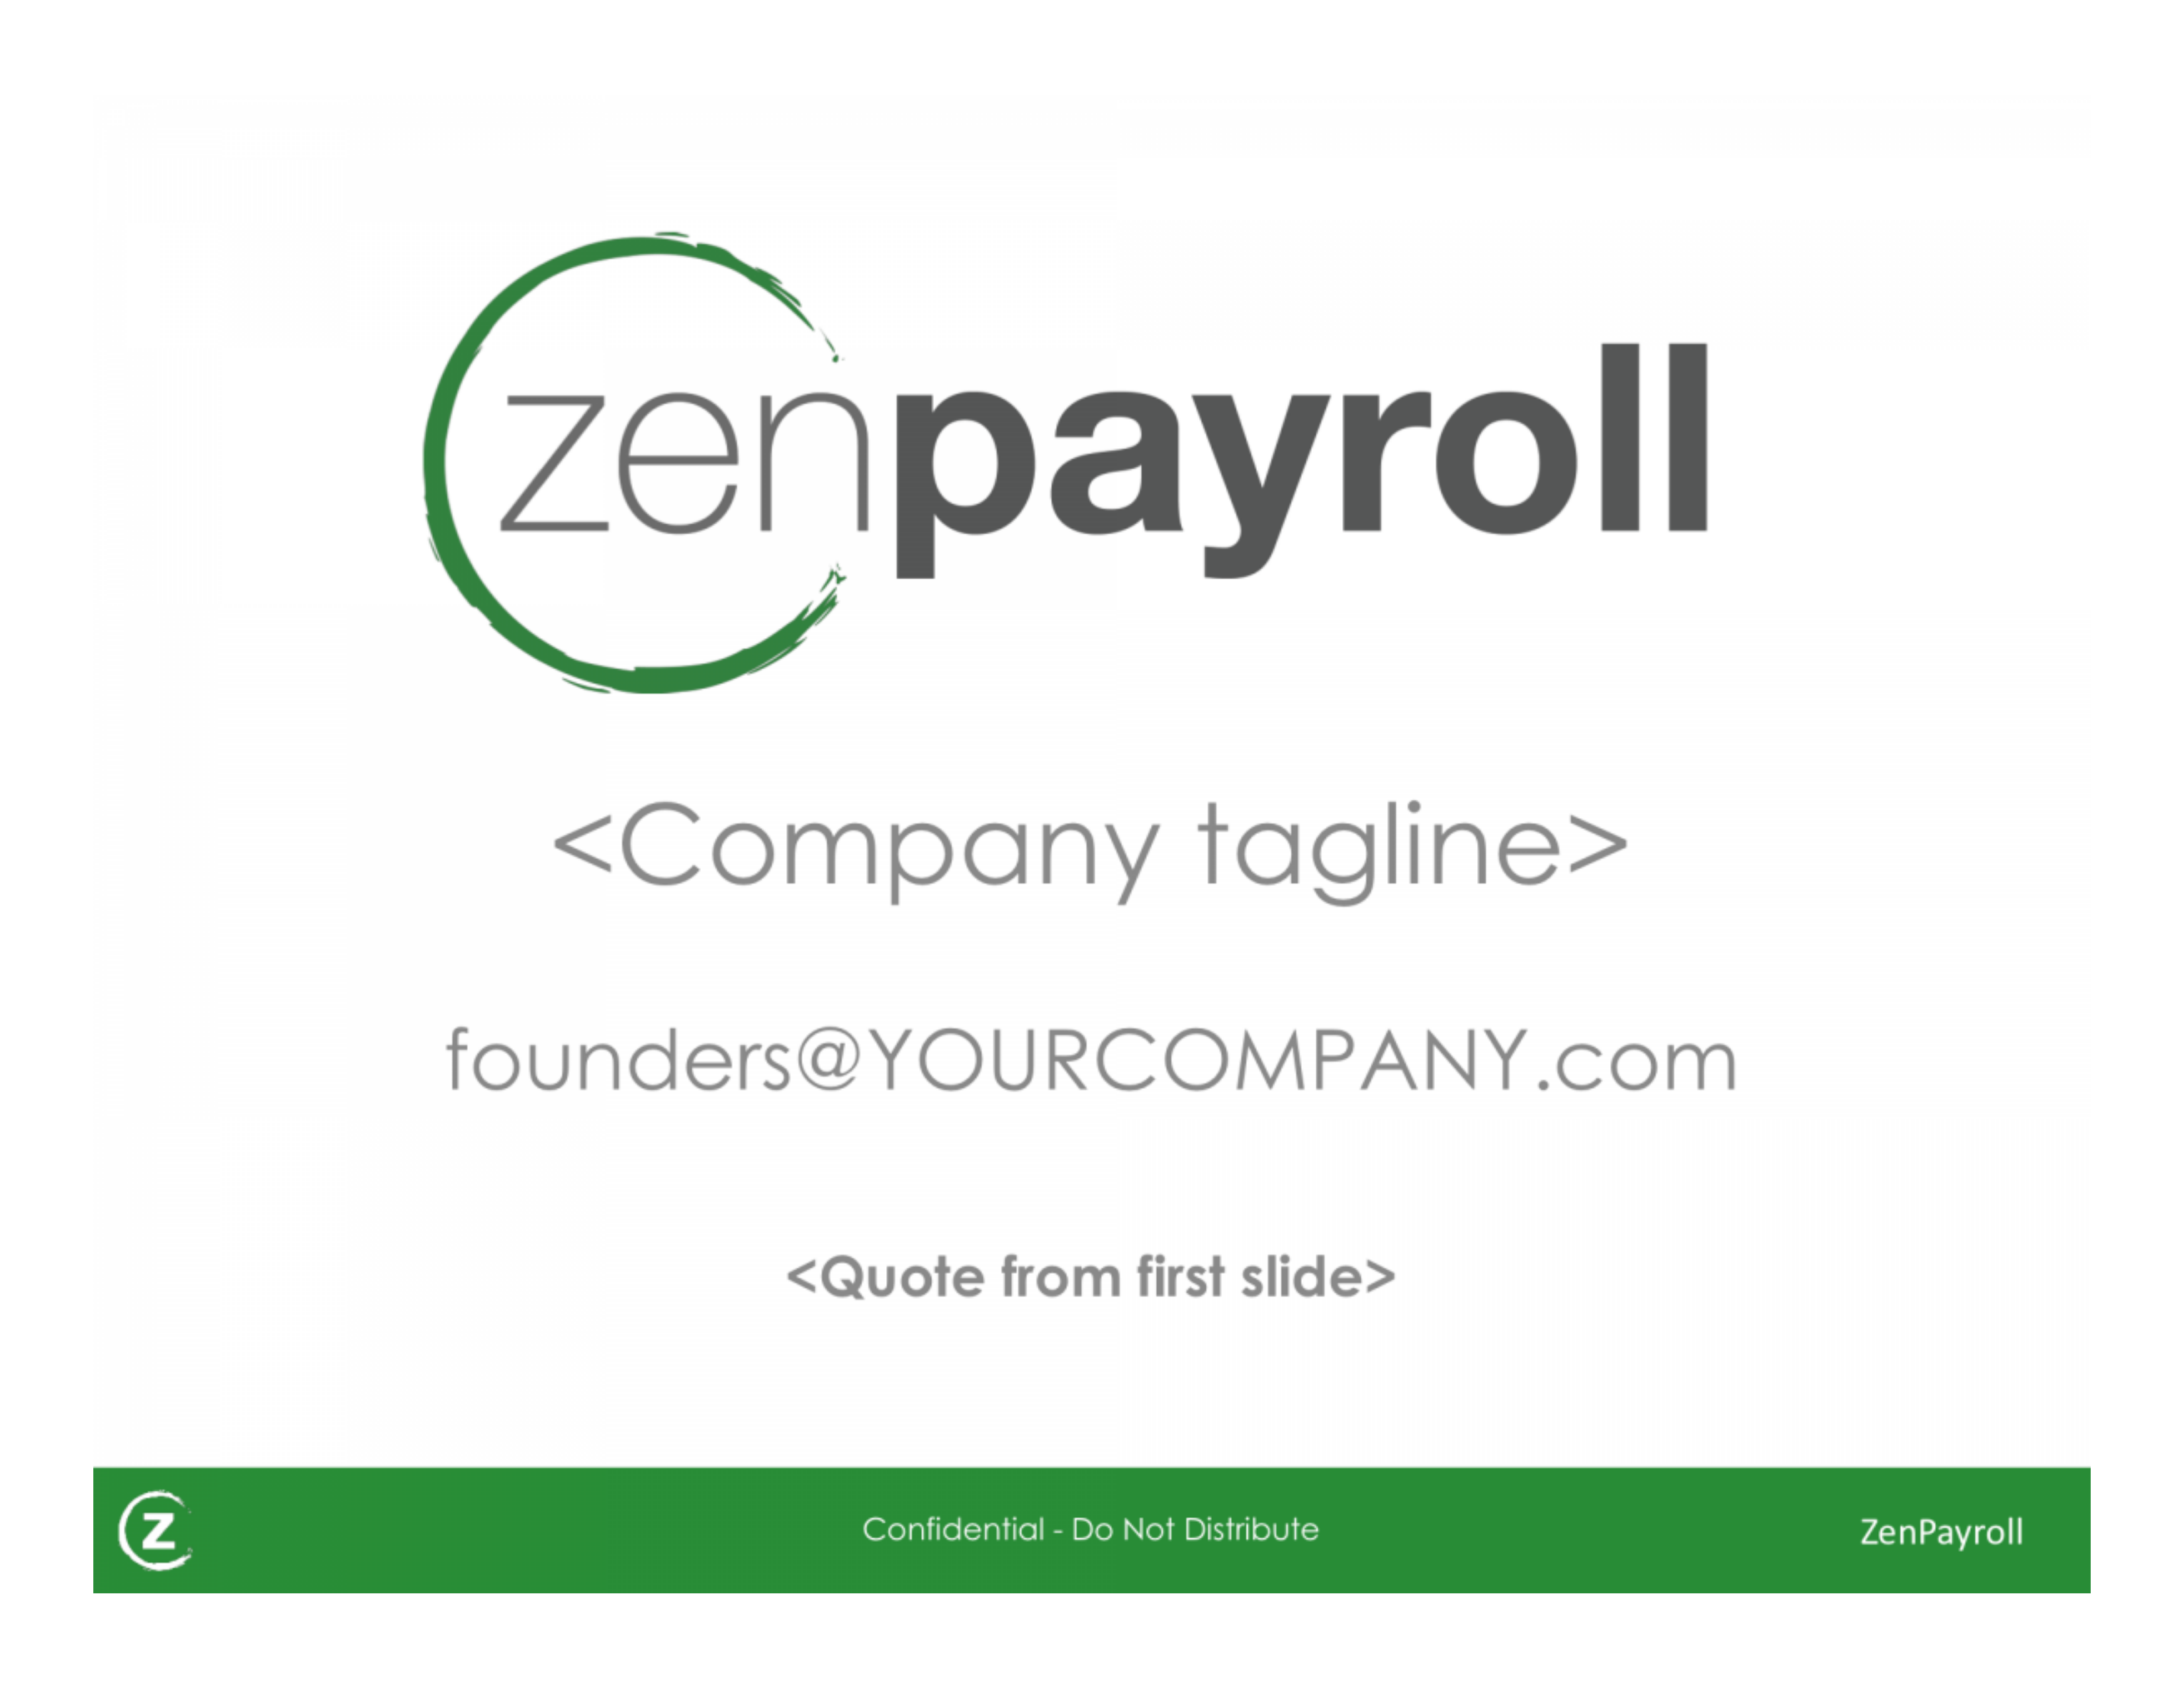 zenpayroll
<Company tagline>
founders@YOURCOMPANY.com
<Quote from first slide>
z
Confidential - Do Not Distribute
ZenPayroll